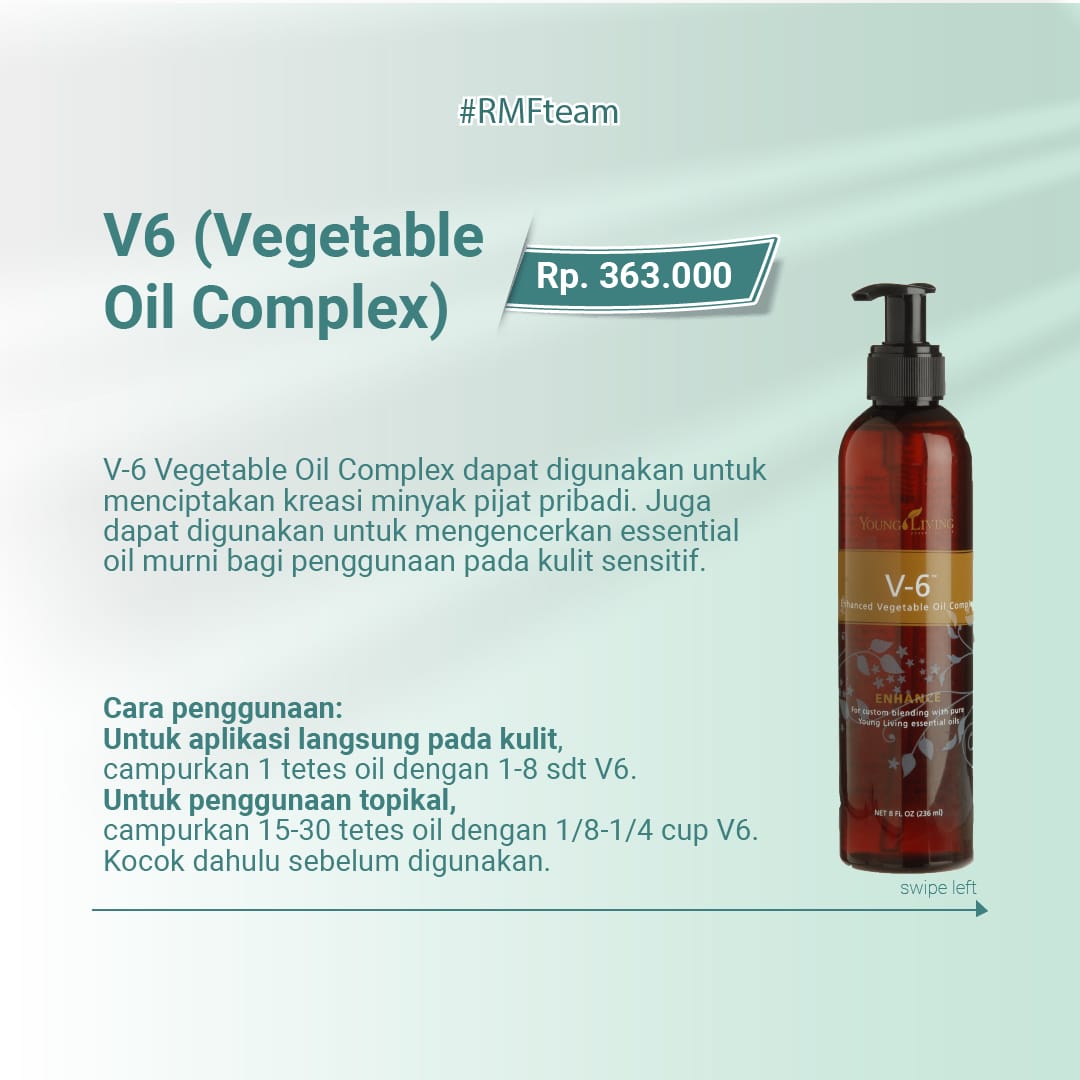 #RMFteam
V6 (Vegetable
Oil Complex)
Rp. 363.000
V-6 Vegetable Oil Complex dapat digunakan untuk
menciptakan kreasi minyak pijat pribadi. Juga
dapat digunakan untuk mengencerkan essential
oil murni bagi penggunaan pada kulit sensitif.
Cara penggunaan:
Untuk aplikasi langsung pada kulit,
campurkan 1 tetes oil dengan 1-8 sdt V6.
Untuk penggunaan topikal,
campurkan 15-30 tetes oil dengan 1/8-1/4 cup V6.
Kocok dahulu sebelum digunakan.
YOUNG LIVING
V-6™
Enhanced Vegetable Oil Comple
ENHANCE
For custom blending with pure
Young Living essential oils
NET 8 FL OZ (236 ml)
swipe left